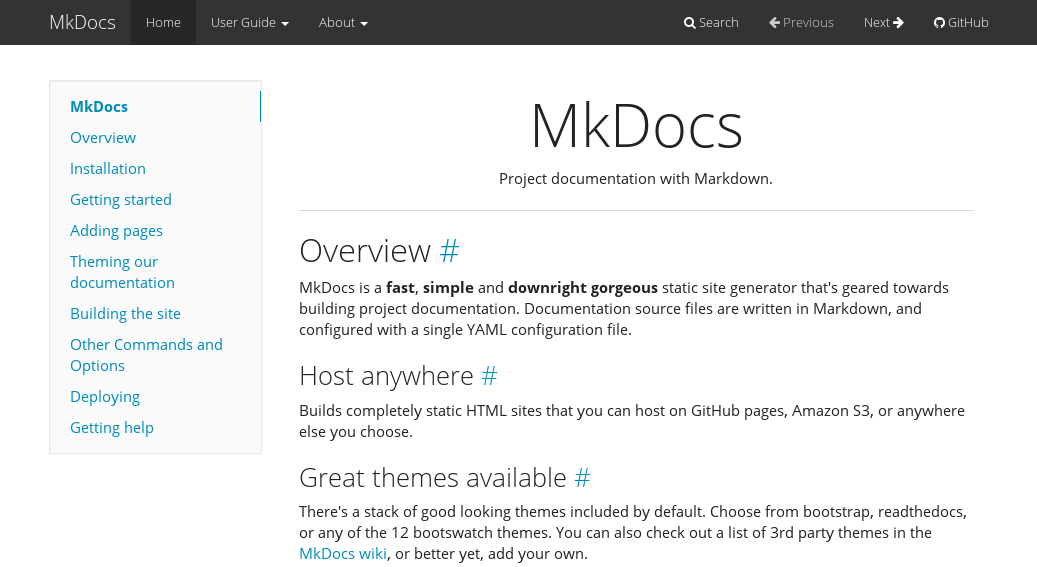 MkDocs Home User Guide About Search Previous Next GitHub
MkDocs
Overview
Installation
Getting started
Adding pages
Theming our
documentation
Building the site
Other Commands and
Options
Deploying
Getting help
MkDocs
Project documentation with Markdown.
Overview #
MkDocs is a fast, simple and downright gorgeous static site generator that's geared towards
building project documentation. Documentation source files are written in Markdown, and
configured with a single YAML configuration file.
Host anywhere #
Builds completely static HTML sites that you can host on GitHub pages, Amazon S3, or anywhere
else you choose.
Great themes available #
There's a stack of good looking themes included by default. Choose from bootstrap, readthedocs,
or any of the 12 bootswatch themes. You can also check out a list of 3rd party themes in the
MkDocs wiki, or better yet, add your own.